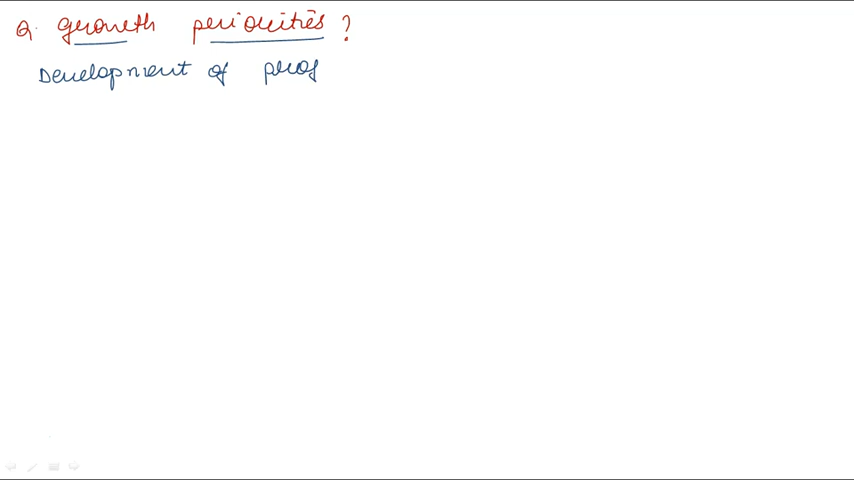 Q. Growth periorities ?
Development of prof